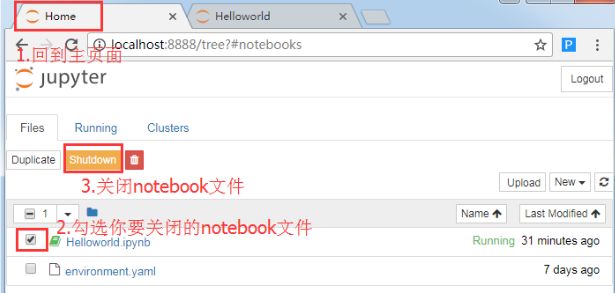 Home
Helloworld
localhost:8888/tree?#notebooks
1.回到主页面
jupyter
Logout
Files Running Clusters
Duplicate Shutdown
3.关闭notebook文件
Upload New
1 Name Last Modified
2.勾选你要关闭的notebook文件
Helloworld.ipynb Running 31 minutes ago
environment.yaml 7 days ago